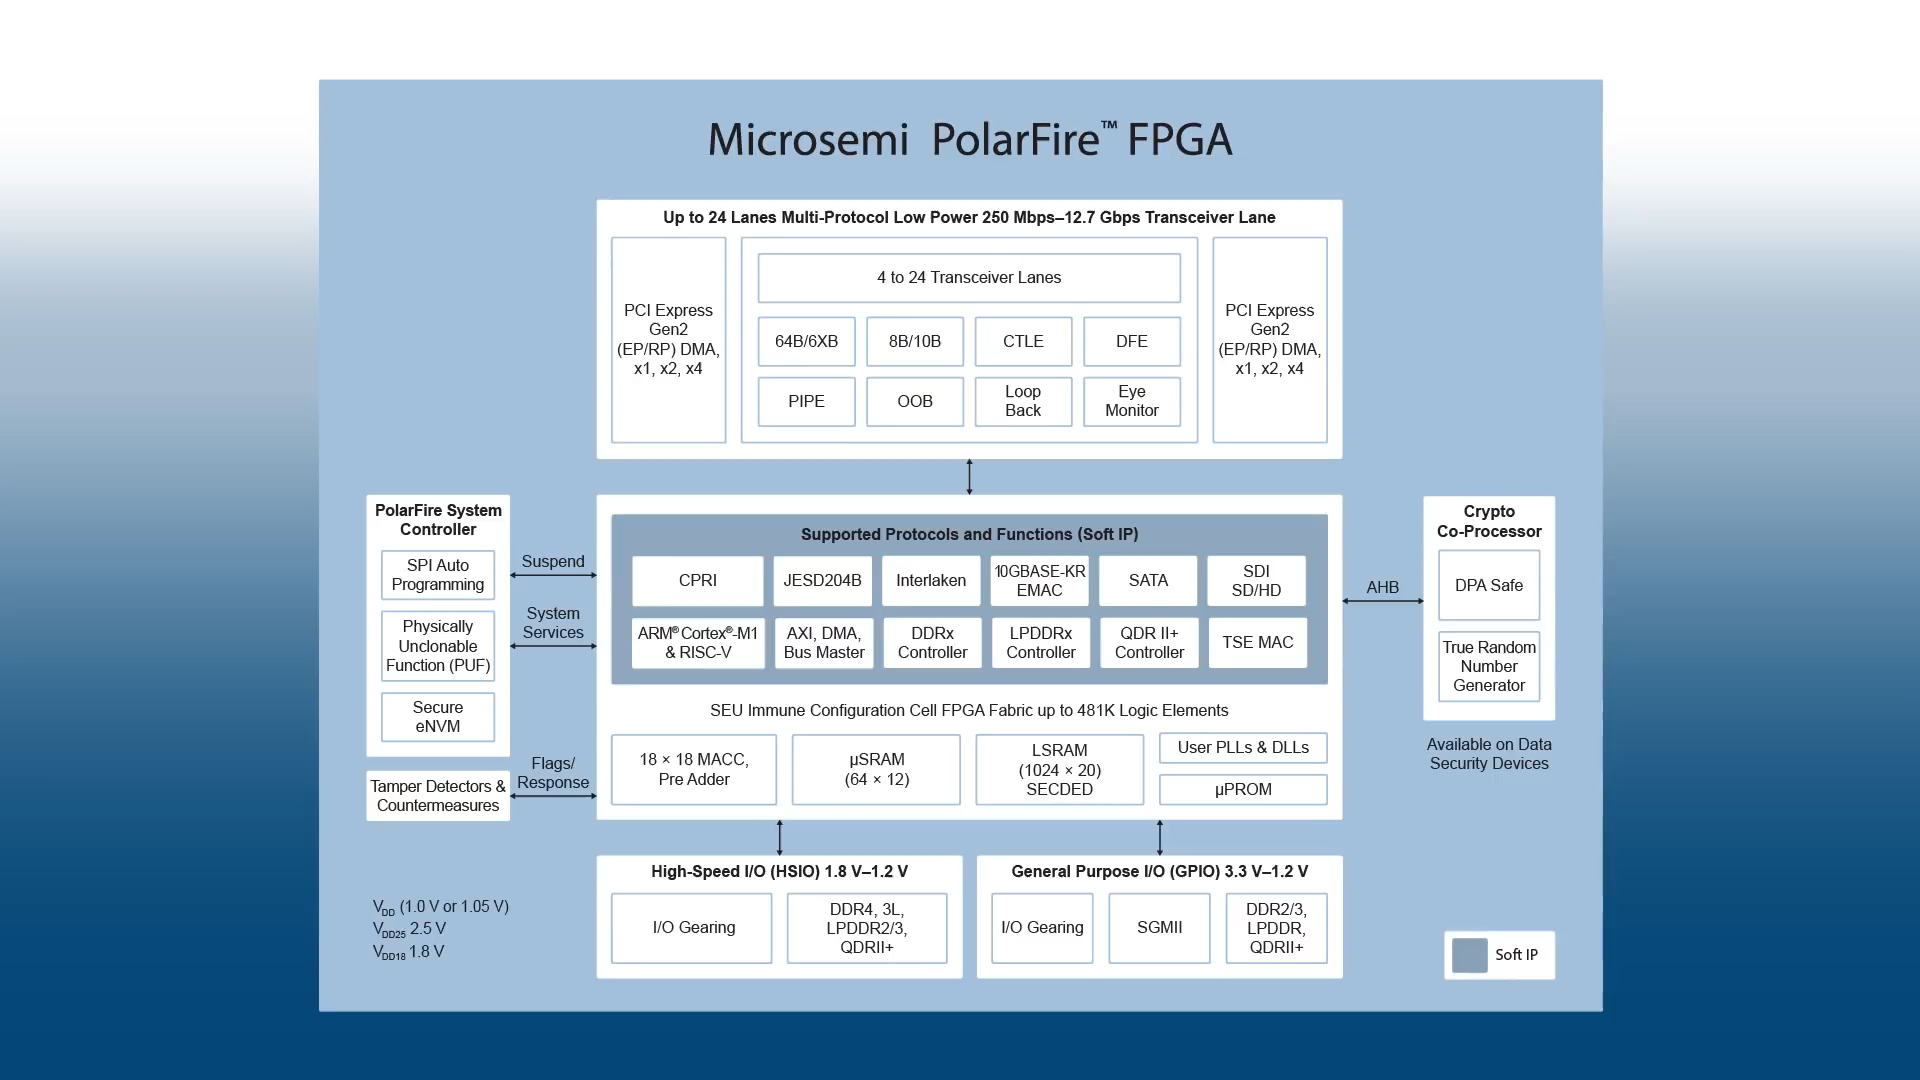 Microsemi PolarFire™ FPGA
Up to 24 Lanes Multi-Protocol Low Power 250 Mbps–12.7 Gbps Transceiver Lane
PCI Express
Gen2
(EP/RP) DMA,
x1, x2, x4
4 to 24 Transceiver Lanes
64B/6XB
8B/10B
CTLE
DFE
PIPE
OOB
Loop
Back
Eye
Monitor
PCI Express
Gen2
(EP/RP) DMA,
x1, x2, x4
PolarFire System
Controller
SPI Auto
Programming
Physically
Unclonable
Function (PUF)
Secure
eNVM
Tamper Detectors &
Countermeasures
Suspend
System
Services
Flags/
Response
Supported Protocols and Functions (Soft IP)
CPRI
JESD204B
Interlaken
10GBASE-KR
EMAC
SATA
SDI
SD/HD
ARM® Cortex®-M1
& RISC-V
AXI, DMA,
Bus Master
DDRx
Controller
LPDDRx
Controller
QDR II+
Controller
TSE MAC
SEU Immune Configuration Cell FPGA Fabric up to 481K Logic Elements
18 × 18 MACC,
Pre Adder
µSRAM
(64 × 12)
LSRAM
(1024 × 20)
SECDED
User PLLs & DLLs
µPROM
AHB
Crypto
Co-Processor
DPA Safe
True Random
Number
Generator
Available on Data
Security Devices
High-Speed I/O (HSIO) 1.8 V–1.2 V
I/O Gearing
DDR4, 3L,
LPDDR2/3,
QDRII+
General Purpose I/O (GPIO) 3.3 V–1.2 V
I/O Gearing
SGMII
DDR2/3,
LPDDR,
QDRII+
VDD (1.0 V or 1.05 V)
VDD25 2.5 V
VDD18 1.8 V
Soft IP